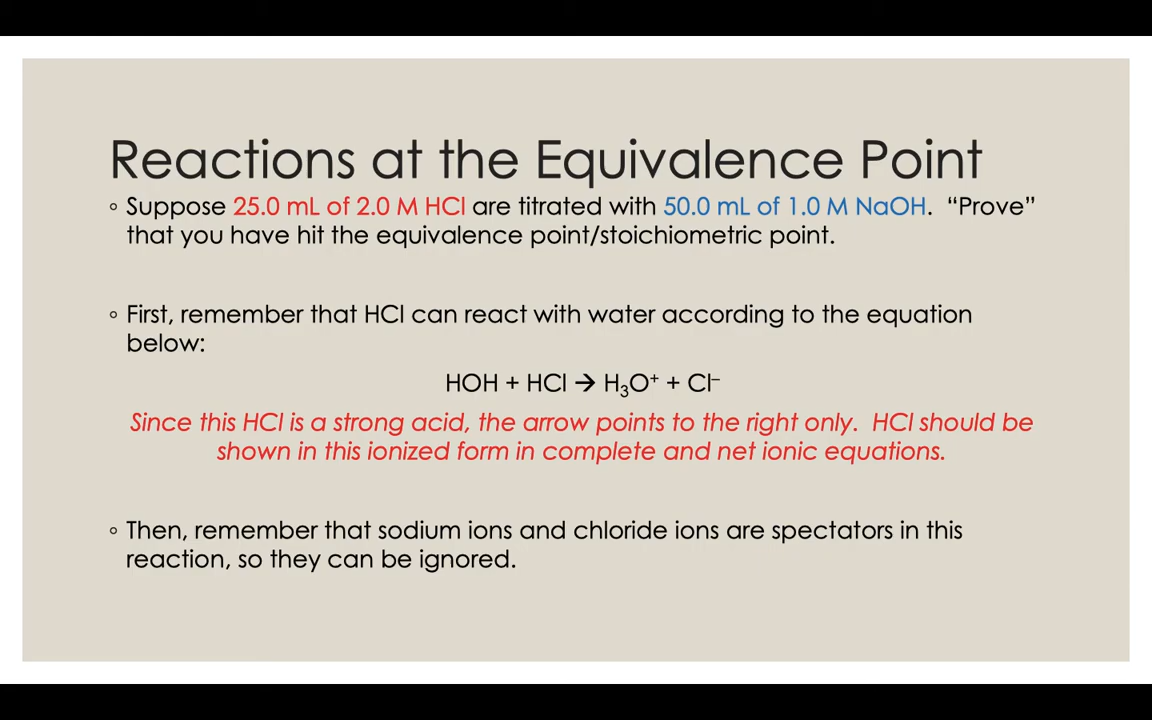 Reactions at the Equivalence Point
◦ Suppose 25.0 mL of 2.0 M HCl are titrated with 50.0 mL of 1.0 M NaOH. “Prove”
that you have hit the equivalence point/stoichiometric point.
◦ First, remember that HCl can react with water according to the equation
below:
HOH + HCl → H₃O⁺ + Cl⁻
Since this HCl is a strong acid, the arrow points to the right only. HCl should be
shown in this ionized form in complete and net ionic equations.
◦ Then, remember that sodium ions and chloride ions are spectators in this
reaction, so they can be ignored.